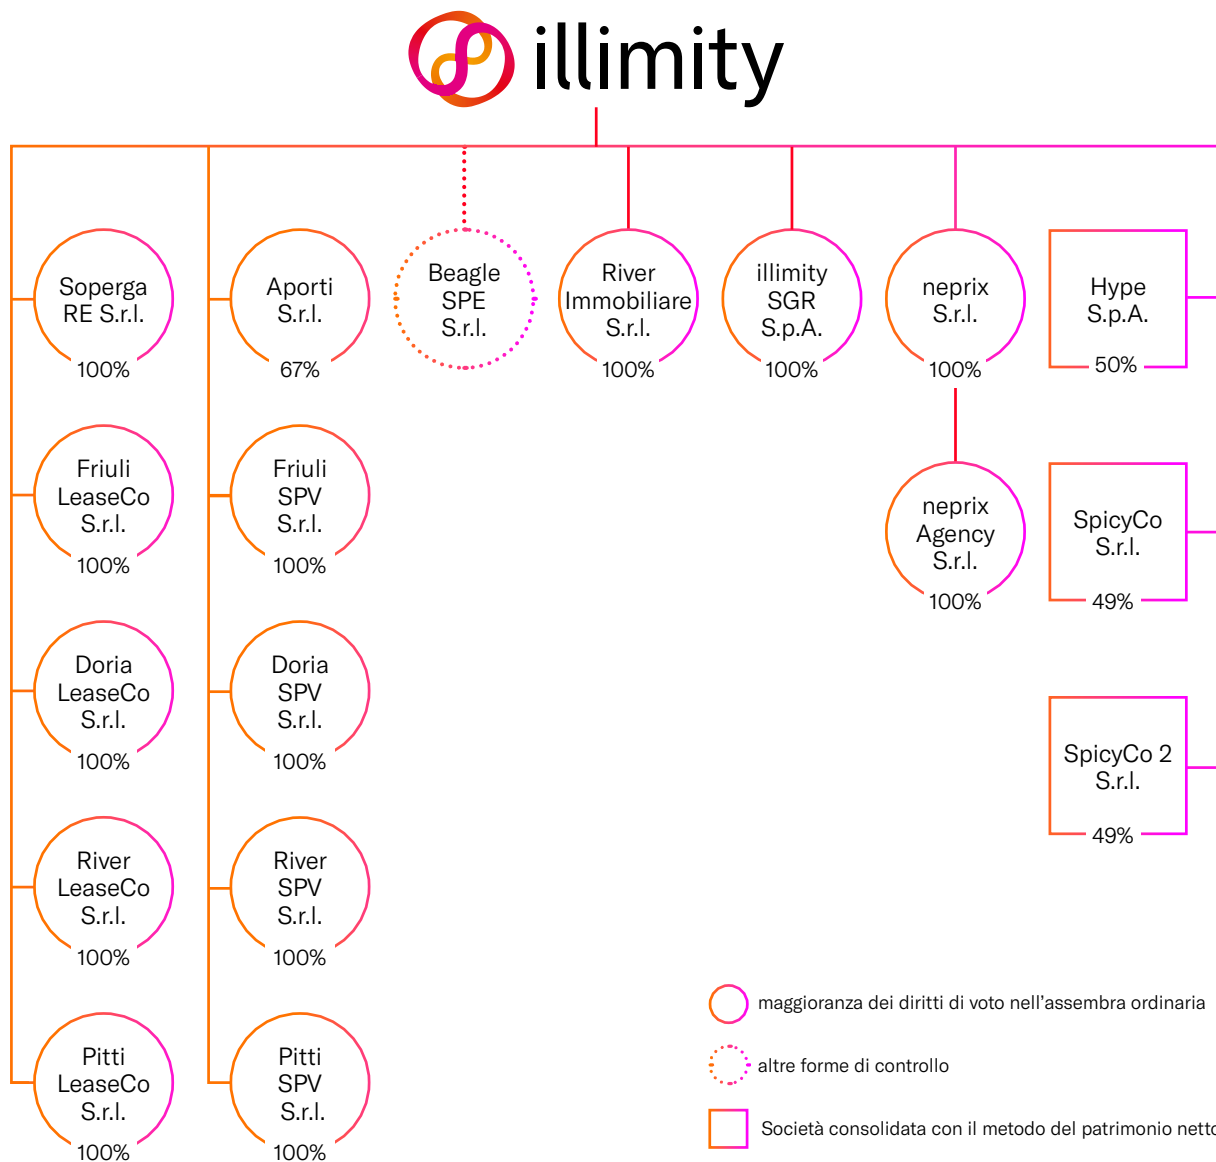 illimity
Soperga
RE S.r.l.
100%
Aporti
S.r.l.
67%
Beagle
SPE
S.r.l.
River
Immobiliare
S.r.l.
100%
illimity
SGR
S.p.A.
100%
neprix
S.r.l.
100%
Hype
S.p.A.
50%
Friuli
LeaseCo
S.r.l.
100%
Friuli
SPV
S.r.l.
100%
neprix
Agency
S.r.l.
100%
SpicyCo
S.r.l.
49%
Doria
LeaseCo
S.r.l.
100%
Doria
SPV
S.r.l.
100%
SpicyCo 2
S.r.l.
49%
River
LeaseCo
S.r.l.
100%
River
SPV
S.r.l.
100%
Pitti
LeaseCo
S.r.l.
100%
Pitti
SPV
S.r.l.
100%
maggioranza dei diritti di voto nell'assembra ordinaria
altre forme di controllo
Società consolidata con il metodo del patrimonio netto